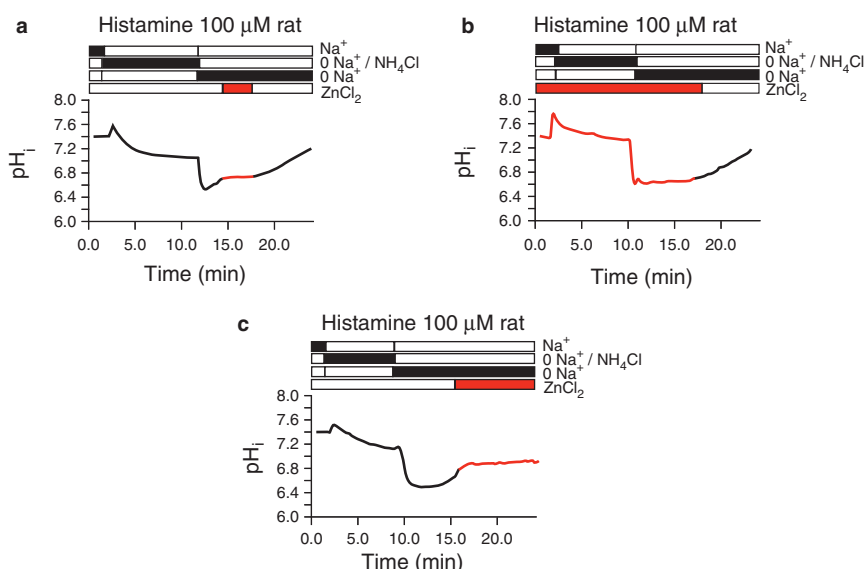 a
Histamine 100 μM rat
Na⁺
0 Na⁺ / NH₄Cl
0 Na⁺
ZnCl₂
8.0
7.6
7.2
6.8
6.4
6.0
pHᵢ
0.0 5.0 10.0 15.0 20.0
Time (min)
b
Histamine 100 μM rat
Na⁺
0 Na⁺ / NH₄Cl
0 Na⁺
ZnCl₂
8.0
7.6
7.2
6.8
6.4
6.0
pHᵢ
0.0 5.0 10.0 15.0 20.0
Time (min)
c
Histamine 100 μM rat
Na⁺
0 Na⁺ / NH₄Cl
0 Na⁺
ZnCl₂
8.0
7.6
7.2
6.8
6.4
6.0
pHᵢ
0.0 5.0 10.0 15.0 20.0
Time (min)